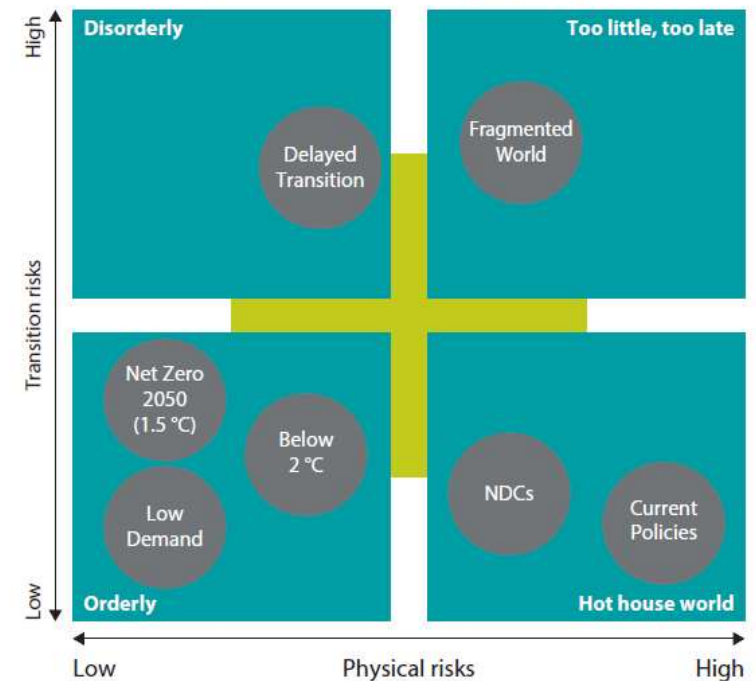 High
Disorderly
Too little, too late
Delayed
Transition
Fragmented
World
Transition risks
Net Zero
2050
(1.5 °C)
Below
2 °C
Low
Demand
NDCs
Current
Policies
Low
Orderly
Hot house world
Low
Physical risks
High